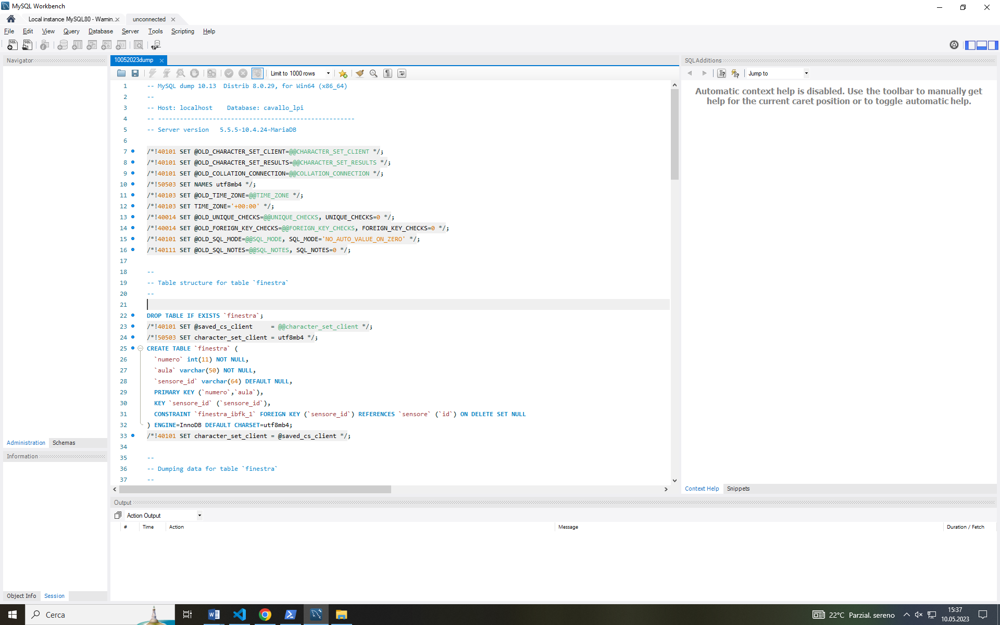 MySQL Workbench
Local instance MySQL80 - Warnin...
unconnected
File Edit View Query Database Server Tools Scripting Help
Navigator
10052023dump
SQLAdditions
Limit to 1000 rows
Jump to
Automatic context help is disabled. Use the toolbar to manually get
help for the current caret position or to toggle automatic help.
1 -- MySQL dump 10.13  Distrib 8.0.29, for Win64 (x86_64)
2 --
3 -- Host: localhost    Database: cavallo_lpi
4 -- ------------------------------------------------------
5 -- Server version   5.5.5-10.4.24-MariaDB
6
7 /*!40101 SET @OLD_CHARACTER_SET_CLIENT=@@CHARACTER_SET_CLIENT */;
8 /*!40101 SET @OLD_CHARACTER_SET_RESULTS=@@CHARACTER_SET_RESULTS */;
9 /*!40101 SET @OLD_COLLATION_CONNECTION=@@COLLATION_CONNECTION */;
10 /*!50503 SET NAMES utf8mb4 */;
11 /*!40103 SET @OLD_TIME_ZONE=@@TIME_ZONE */;
12 /*!40103 SET TIME_ZONE='+00:00' */;
13 /*!40014 SET @OLD_UNIQUE_CHECKS=@@UNIQUE_CHECKS, UNIQUE_CHECKS=0 */;
14 /*!40014 SET @OLD_FOREIGN_KEY_CHECKS=@@FOREIGN_KEY_CHECKS, FOREIGN_KEY_CHECKS=0 */;
15 /*!40101 SET @OLD_SQL_MODE=@@SQL_MODE, SQL_MODE='NO_AUTO_VALUE_ON_ZERO' */;
16 /*!40111 SET @OLD_SQL_NOTES=@@SQL_NOTES, SQL_NOTES=0 */;
17
18 --
19 -- Table structure for table `finestra`
20 --
21
22 DROP TABLE IF EXISTS `finestra`;
23 /*!40101 SET @saved_cs_client     = @@character_set_client */;
24 /*!50503 SET character_set_client = utf8mb4 */;
25 CREATE TABLE `finestra` (
26 `numero` int(11) NOT NULL,
27 `aula` varchar(50) NOT NULL,
28 `sensore_id` varchar(64) DEFAULT NULL,
29 PRIMARY KEY (`numero`,`aula`),
30 KEY `sensore_id` (`sensore_id`),
31 CONSTRAINT `finestra_ibfk_1` FOREIGN KEY (`sensore_id`) REFERENCES `sensore` (`id`) ON DELETE SET NULL
32 ) ENGINE=InnoDB DEFAULT CHARSET=utf8mb4;
33 /*!40101 SET character_set_client = @saved_cs_client */;
34
35 --
36 -- Dumping data for table `finestra`
37 --
Administration Schemas
Information
Context Help Snippets
Output
Action Output
# Time Action Message Duration / Fetch
Object Info Session
Cerca
22°C Parzial. sereno
15:37
10.05.2023